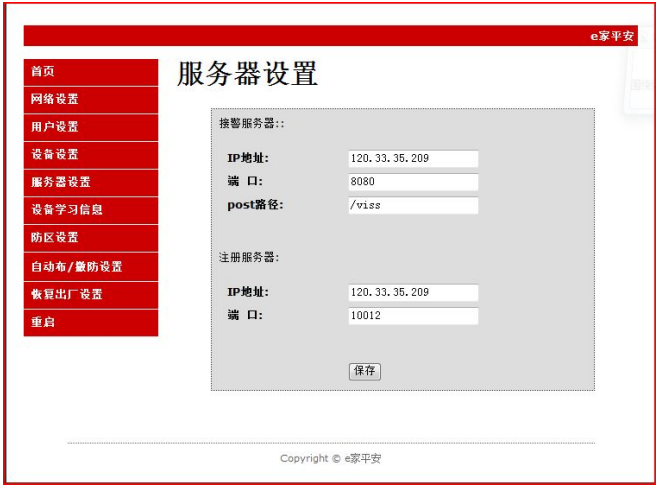 e家平安
首页
网络设置
用户设置
设备设置
服务器设置
设备学习信息
防区设置
自动布/撤防设置
恢复出厂设置
重启
服务器设置
接警服务器::
IP地址: 120.33.35.209
端 口: 8080
post路径: /viss
注册服务器:
IP地址: 120.33.35.209
端 口: 10012
保存
Copyright © e家平安